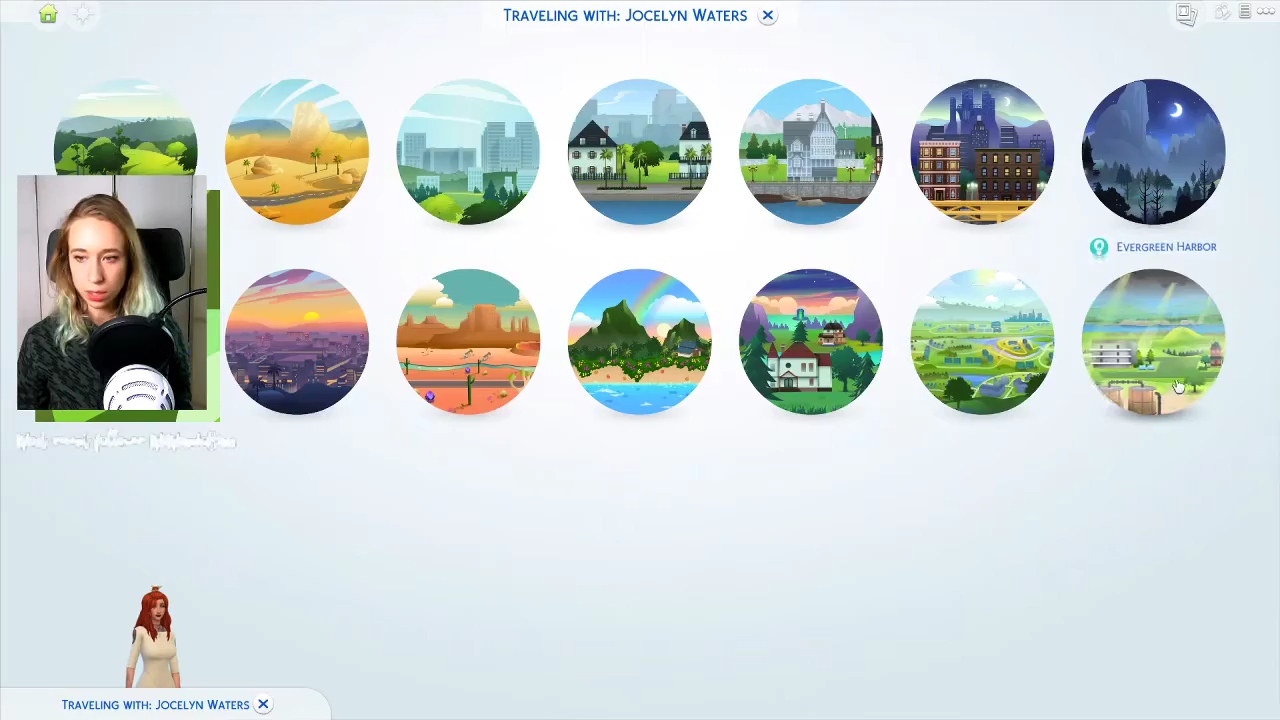 TRAVELING WITH: JOCELYN WATERS
EVERGREEN HARBOR
TRAVELING WITH: JOCELYN WATERS